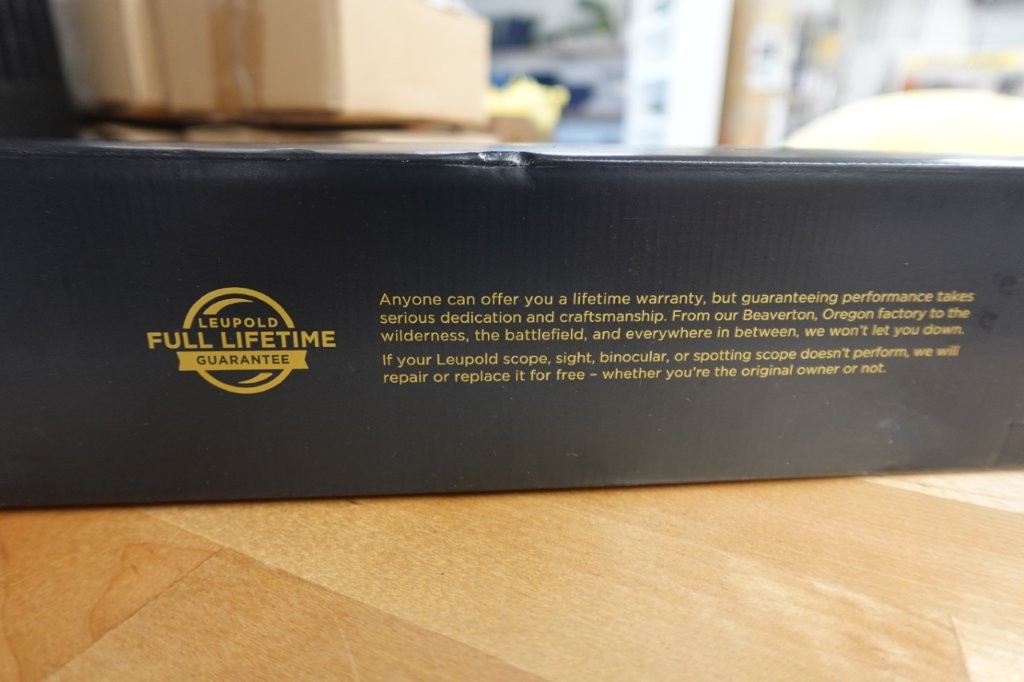 LEUPOLD
FULL LIFETIME
GUARANTEE
Anyone can offer you a lifetime warranty, but guaranteeing performance takes
serious dedication and craftsmanship. From our Beaverton, Oregon factory to the
wilderness, the battlefield, and everywhere in between, we won't let you down.
If your Leupold scope, sight, binocular, or spotting scope doesn't perform, we will
repair or replace it for free – whether you're the original owner or not.